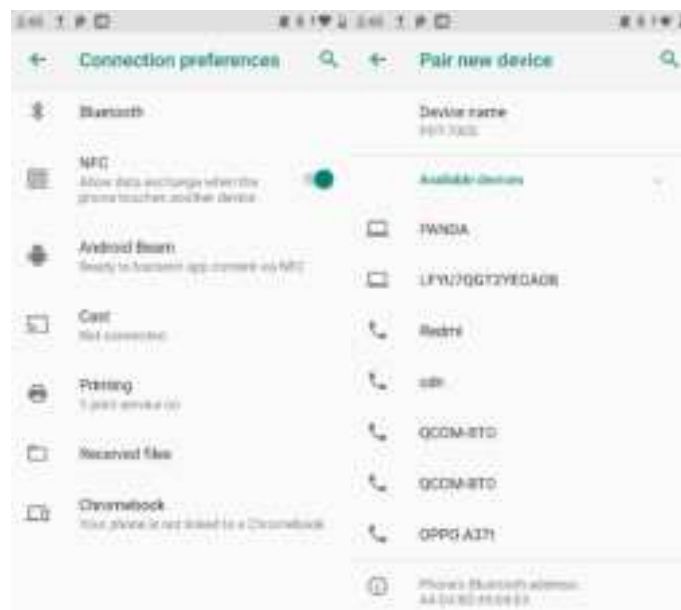 Connection preferences
Bluetooth
NFC
Allow data exchange when the
phone touches another device
Android Beam
Ready to transmit app content via NFC
Cast
Not connected
Printing
1 print service on
Received files
Chromebook
Your phone is not linked to a Chromebook
Pair new device
Device name
Available devices
PANDA
Redmi
QCOM-BTD
QCOM-BTD
OPPO A37t
Phone's Bluetooth address: